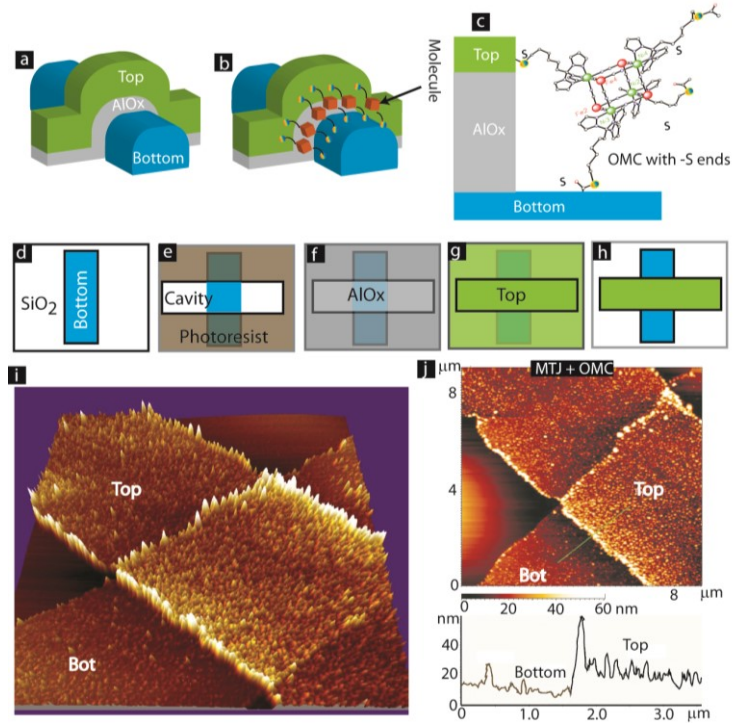 a
Top
AlOx
Bottom
b
Molecule
c
Top
AlOx
Bottom
S
S
S
OMC with -S ends
d
SiO2
Bottom
e
Cavity
Photoresist
f
AlOx
g
Top
h
i
Top
Bot
j
μm
MTJ + OMC
8
4
0
Top
Bot
0 20 40 60 nm
8 μm
nm
40
20
0
Bottom
Top
0 1.0 2.0 3.0
μm